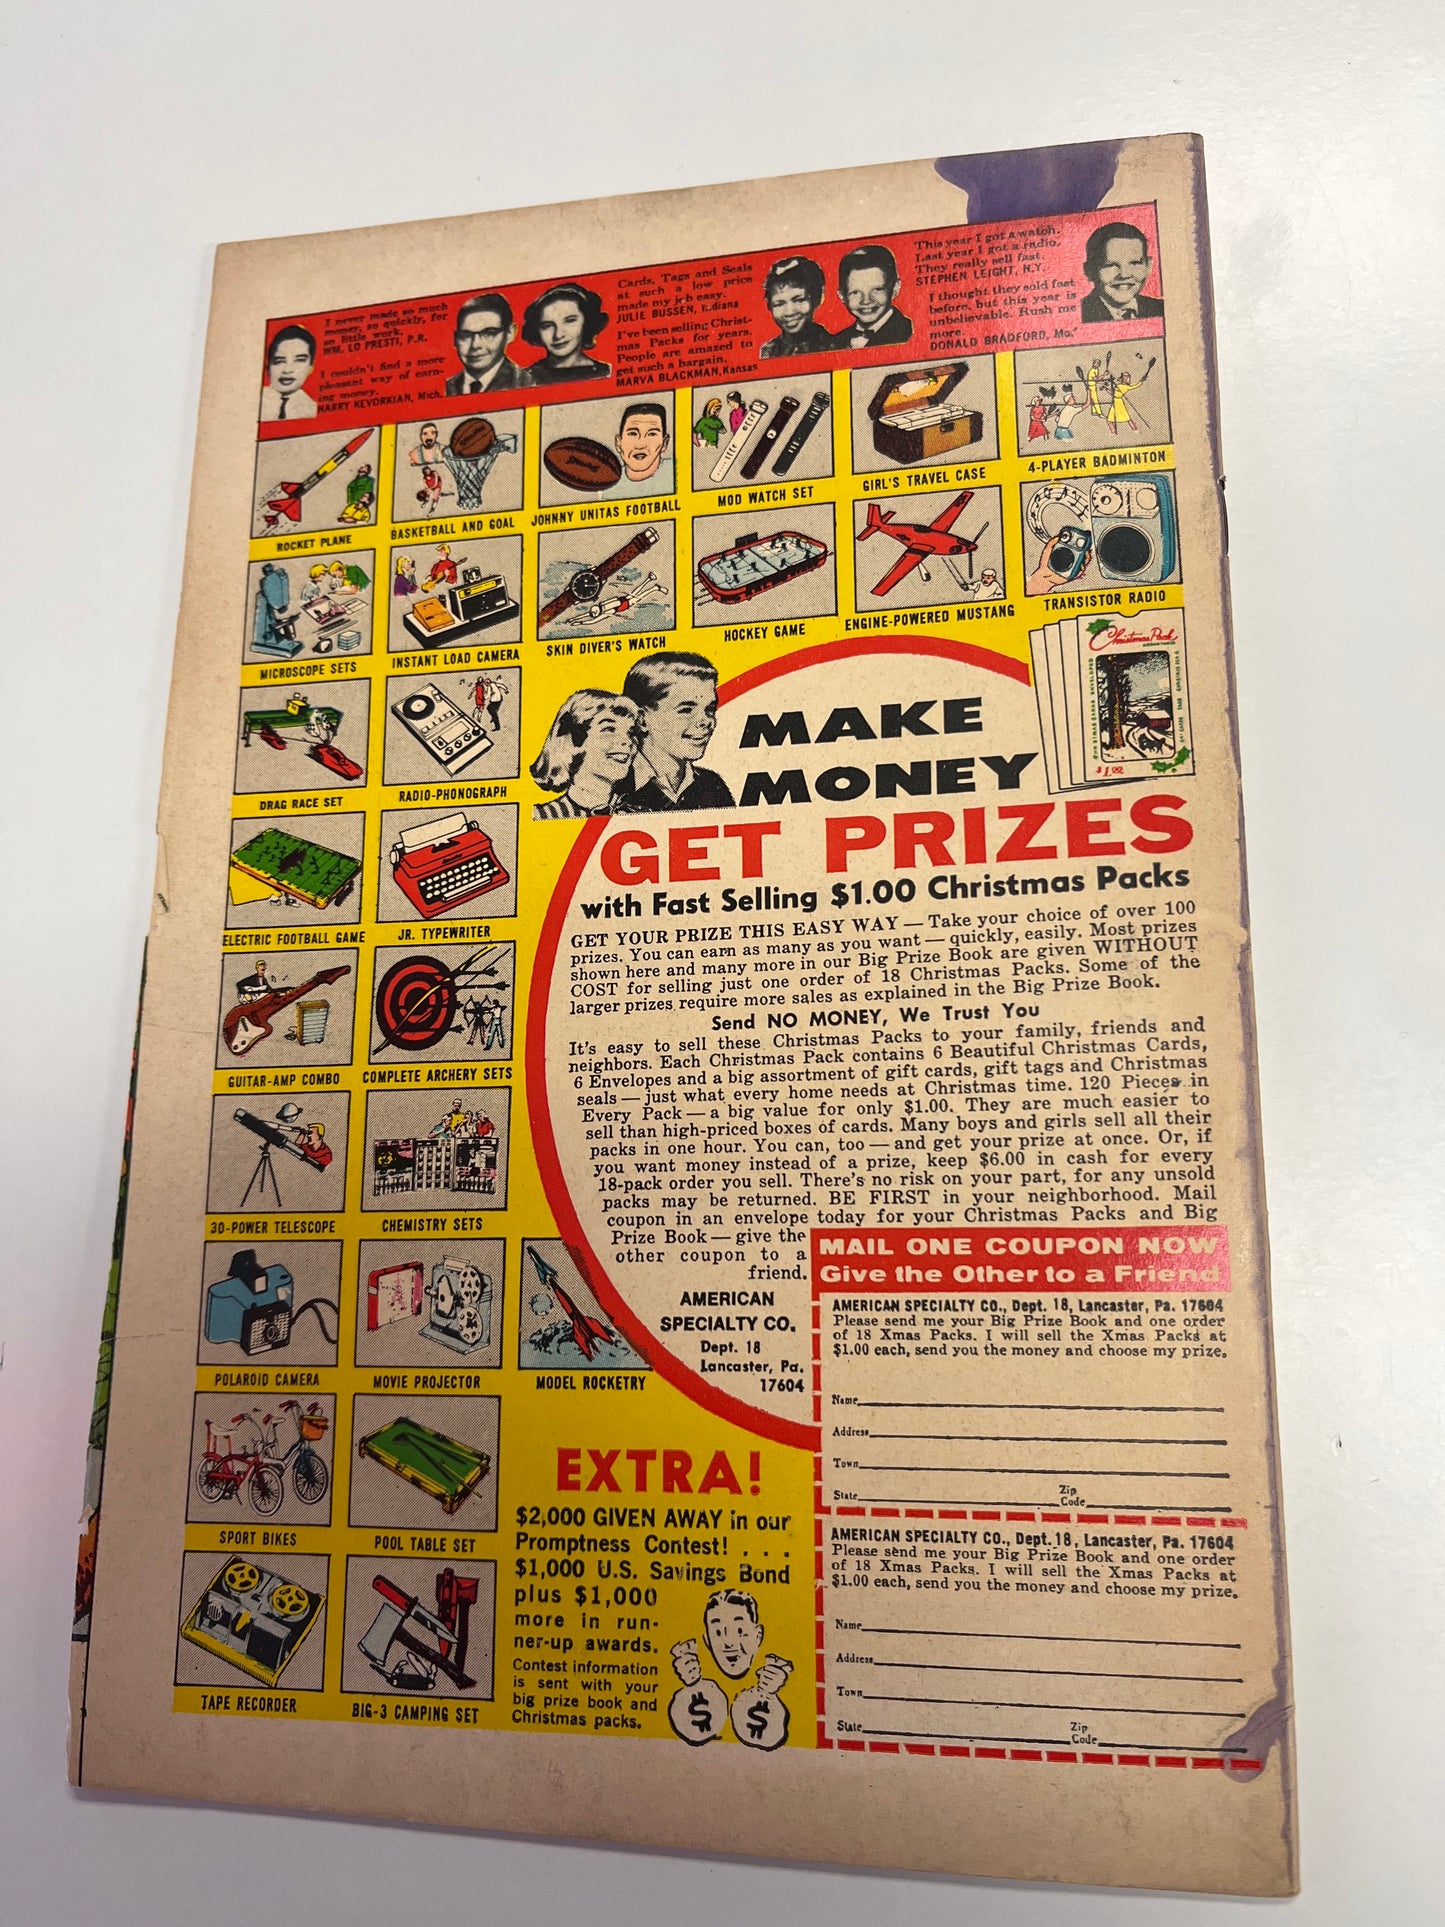 I never made so much
money, so quickly, for
so little work.
WM. LO PRESTI, P.R.
I couldn't find a more
pleasant way of earn-
ing money.
HARRY KEVORKIAN, Mich.
Cards, Tags and Seals
at such a low price
made my job easy.
JULIE BUSSEN, Indiana
I've been selling Christ-
mas Packs for years.
People are amazed to
get such a bargain.
MARVA BLACKMAN, Kansas
This year I got a watch.
Last year I got a radio.
They really sell fast.
STEPHEN LEIGHT, N.Y.
I thought they sold fast
before, but this year is
unbelievable. Rush me
more.
DONALD BRADFORD, Mo.
ROCKET PLANE
BASKETBALL AND GOAL
JOHNNY UNITAS FOOTBALL
MOD WATCH SET
GIRL'S TRAVEL CASE
4-PLAYER BADMINTON
MICROSCOPE SETS
INSTANT LOAD CAMERA
SKIN DIVER'S WATCH
HOCKEY GAME
ENGINE-POWERED MUSTANG
TRANSISTOR RADIO
DRAG RACE SET
RADIO-PHONOGRAPH
ELECTRIC FOOTBALL GAME
JR. TYPEWRITER
GUITAR-AMP COMBO
COMPLETE ARCHERY SETS
30-POWER TELESCOPE
CHEMISTRY SETS
POLAROID CAMERA
MOVIE PROJECTOR
MODEL ROCKETRY
SPORT BIKES
POOL TABLE SET
TAPE RECORDER
BIG-3 CAMPING SET
Christmas Pack
$1.00
MAKE
MONEY
GET PRIZES
with Fast Selling $1.00 Christmas Packs
GET YOUR PRIZE THIS EASY WAY — Take your choice of over 100
prizes. You can earn as many as you want — quickly, easily. Most prizes
shown here and many more in our Big Prize Book are given WITHOUT
COST for selling just one order of 18 Christmas Packs. Some of the
larger prizes require more sales as explained in the Big Prize Book.
Send NO MONEY, We Trust You
It's easy to sell these Christmas Packs to your family, friends and
neighbors. Each Christmas Pack contains 6 Beautiful Christmas Cards,
6 Envelopes and a big assortment of gift cards, gift tags and Christmas
seals — just what every home needs at Christmas time. 120 Pieces in
Every Pack — a big value for only $1.00. They are much easier to
sell than high-priced boxes of cards. Many boys and girls sell all their
packs in one hour. You can, too — and get your prize at once. Or, if
you want money instead of a prize, keep $6.00 in cash for every
18-pack order you sell. There's no risk on your part, for any unsold
packs may be returned. BE FIRST in your neighborhood. Mail
coupon in an envelope today for your Christmas Packs and Big
Prize Book — give the
other coupon to a
friend.
AMERICAN
SPECIALTY CO.
Dept. 18
Lancaster, Pa.
17604
MAIL ONE COUPON NOW
Give the Other to a Friend
AMERICAN SPECIALTY CO., Dept. 18, Lancaster, Pa. 17604
Please send me your Big Prize Book and one order
of 18 Xmas Packs. I will sell the Xmas Packs at
$1.00 each, send you the money and choose my prize.
Name
Address
Town
State Zip Code
AMERICAN SPECIALTY CO., Dept. 18, Lancaster, Pa. 17604
Please send me your Big Prize Book and one order
of 18 Xmas Packs. I will sell the Xmas Packs at
$1.00 each, send you the money and choose my prize.
Name
Address
Town
State Zip Code
EXTRA!
$2,000 GIVEN AWAY in our
Promptness Contest! . . .
$1,000 U.S. Savings Bond
plus $1,000
more in run-
ner-up awards.
Contest information
is sent with your
big prize book and
Christmas packs.
$ $